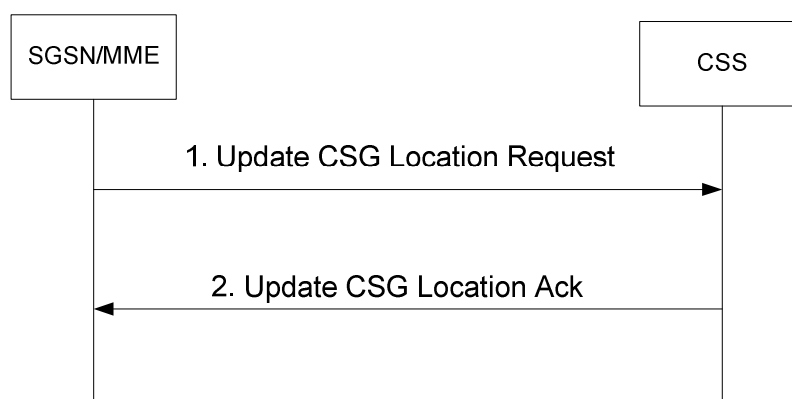 SGSN/MME
CSS
1. Update CSG Location Request
2. Update CSG Location Ack